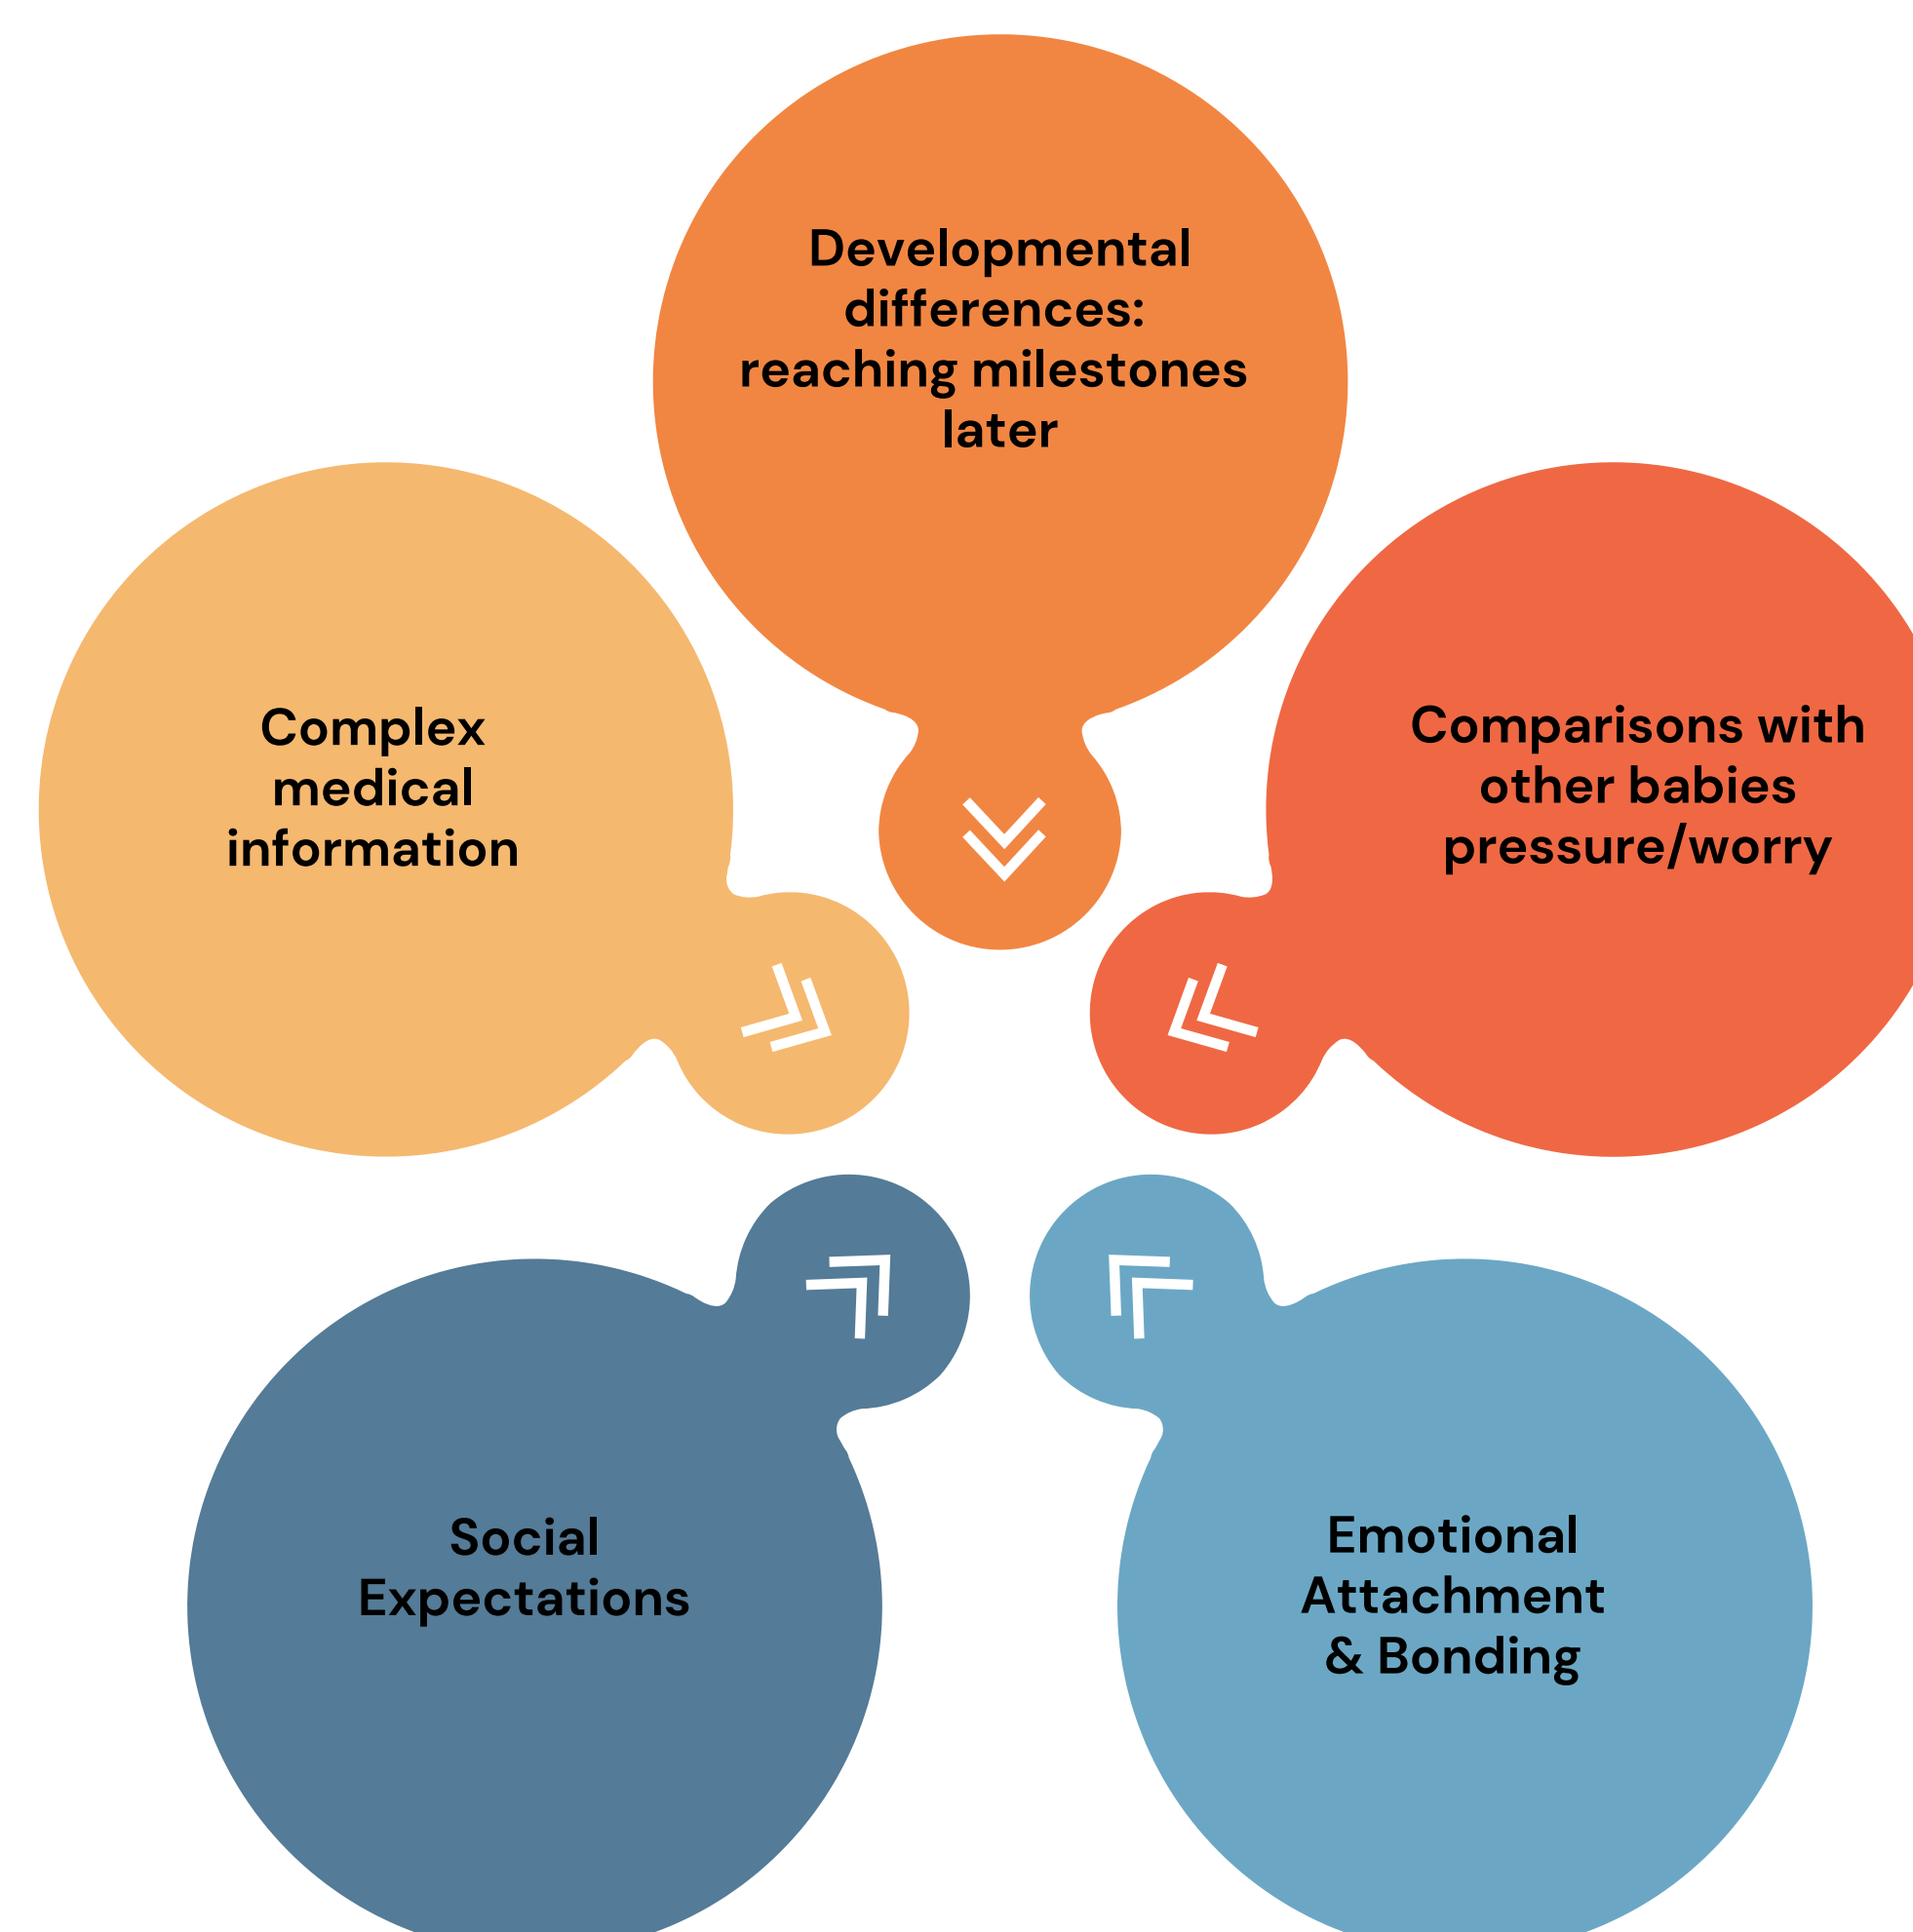 Developmental
differences:
reaching milestones
later
Complex
medical
information
Comparisons with
other babies
pressure/worry
Social
Expectations
Emotional
Attachment
& Bonding